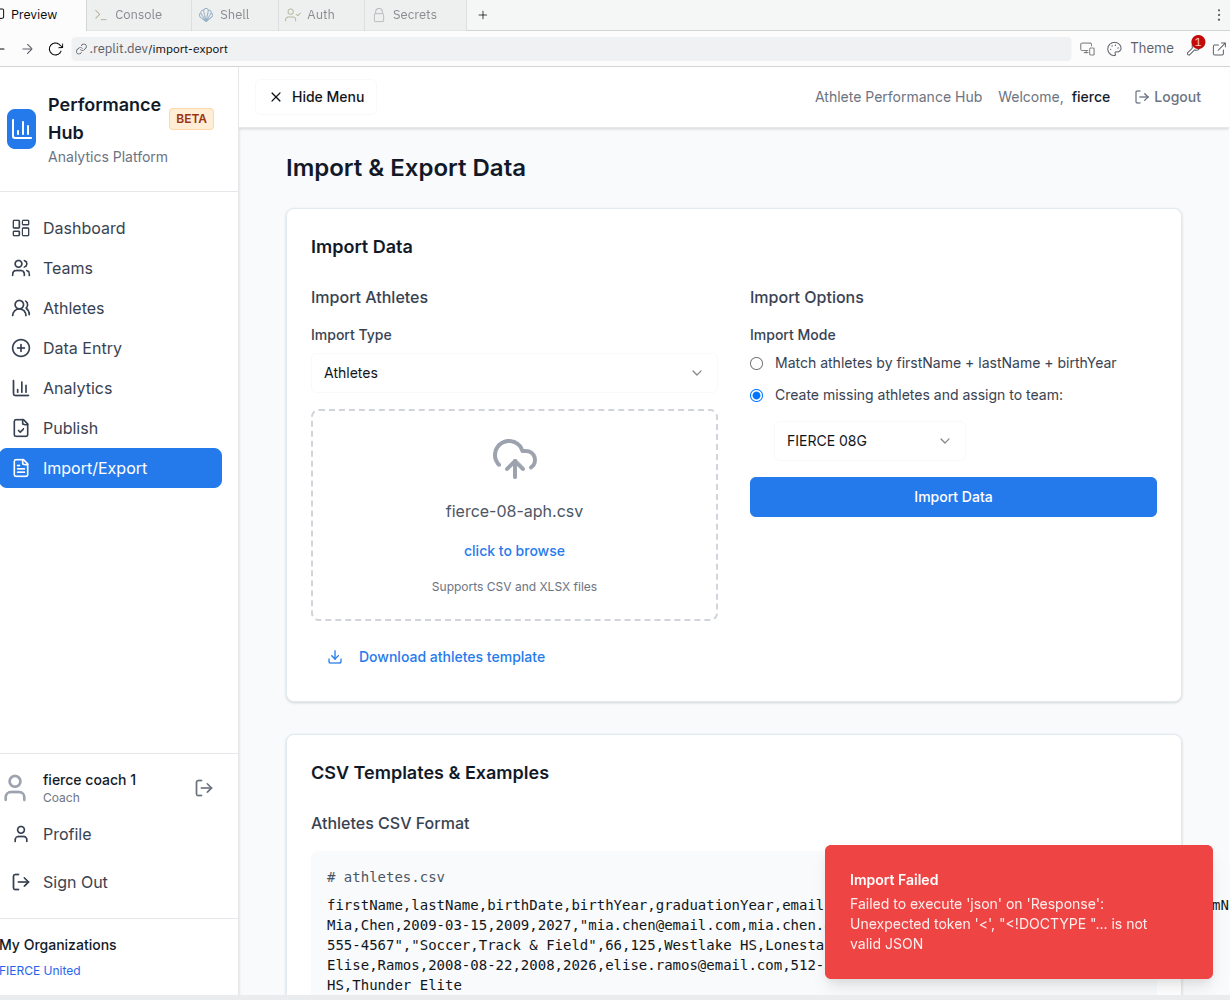 Preview
Console
Shell
Auth
Secrets
.replit.dev/import-export
Theme
1
Performance
Hub
BETA
Analytics Platform
Hide Menu
Athlete Performance Hub
Welcome, fierce
Logout
Dashboard
Teams
Athletes
Data Entry
Analytics
Publish
Import/Export
fierce coach 1
Coach
Profile
Sign Out
My Organizations
FIERCE United
Import & Export Data
Import Data
Import Athletes
Import Type
Athletes
fierce-08-aph.csv
click to browse
Supports CSV and XLSX files
Download athletes template
Import Options
Import Mode
Match athletes by firstName + lastName + birthYear
Create missing athletes and assign to team:
FIERCE 08G
Import Data
CSV Templates & Examples
Athletes CSV Format
# athletes.csv
firstName,lastName,birthDate,birthYear,graduationYear,email
mN
Mia,Chen,2009-03-15,2009,2027,"mia.chen@email.com,mia.chen.
555-4567","Soccer,Track & Field",66,125,Westlake HS,Lonesta
Elise,Ramos,2008-08-22,2008,2026,elise.ramos@email.com,512-
HS,Thunder Elite
Import Failed
Failed to execute 'json' on 'Response':
Unexpected token '<', "<!DOCTYPE "... is not
valid JSON